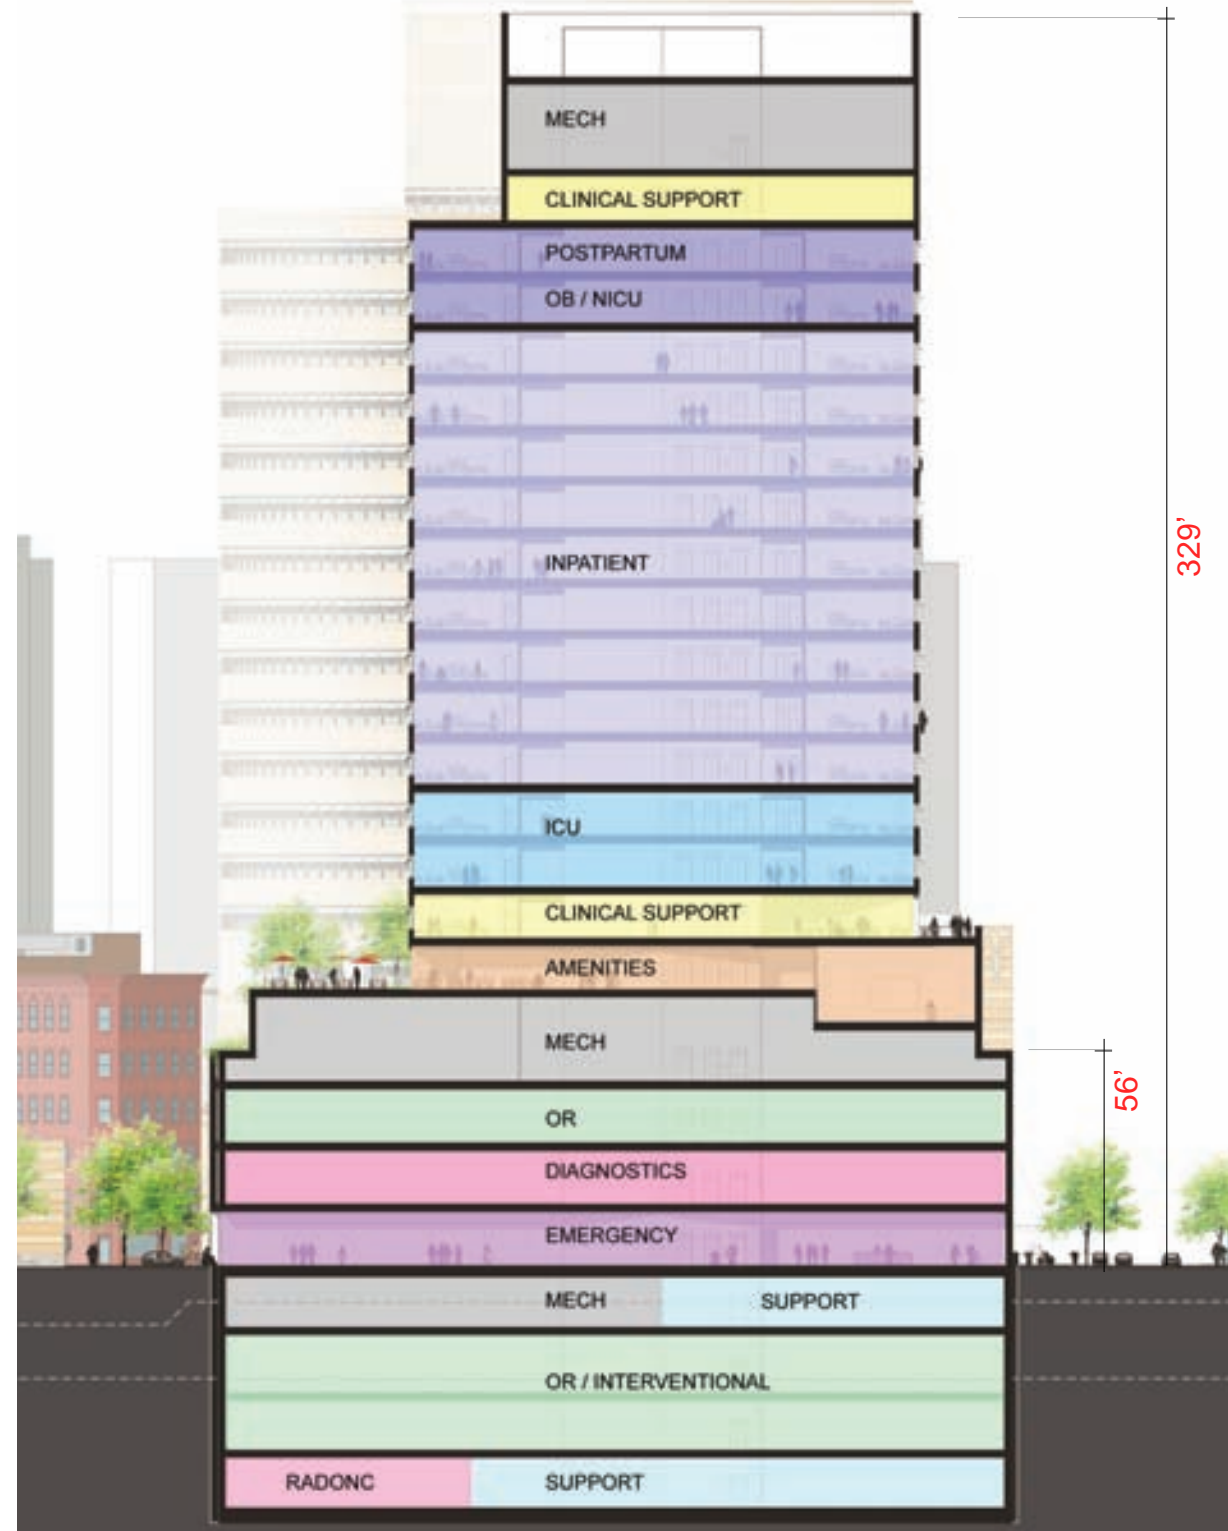 MECH
CLINICAL SUPPORT
POSTPARTUM
OB / NICU
INPATIENT
329'
ICU
CLINICAL SUPPORT
AMENITIES
MECH
56'
OR
DIAGNOSTICS
EMERGENCY
MECH SUPPORT
OR / INTERVENTIONAL
RADONC SUPPORT